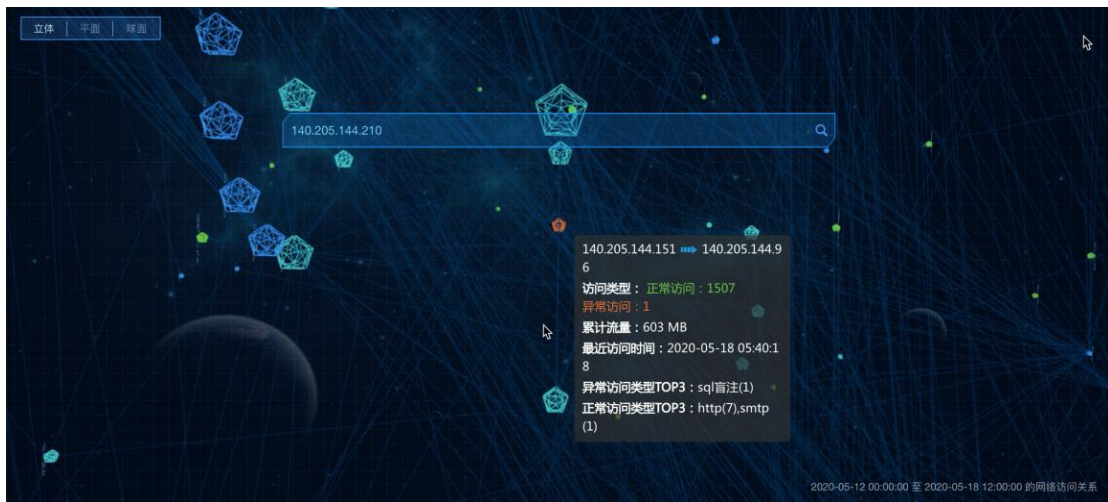 立体 平面 球面
140.205.144.210
140.205.144.151 140.205.144.9
6
访问类型： 正常访问：1507
异常访问：1
累计流量：603 MB
最近访问时间：2020-05-18 05:40:1
8
异常访问类型TOP3：sql盲注(1)
正常访问类型TOP3：http(7),smtp
(1)
2020-05-12 00:00:00 至 2020-05-18 12:00:00 的网络访问关系